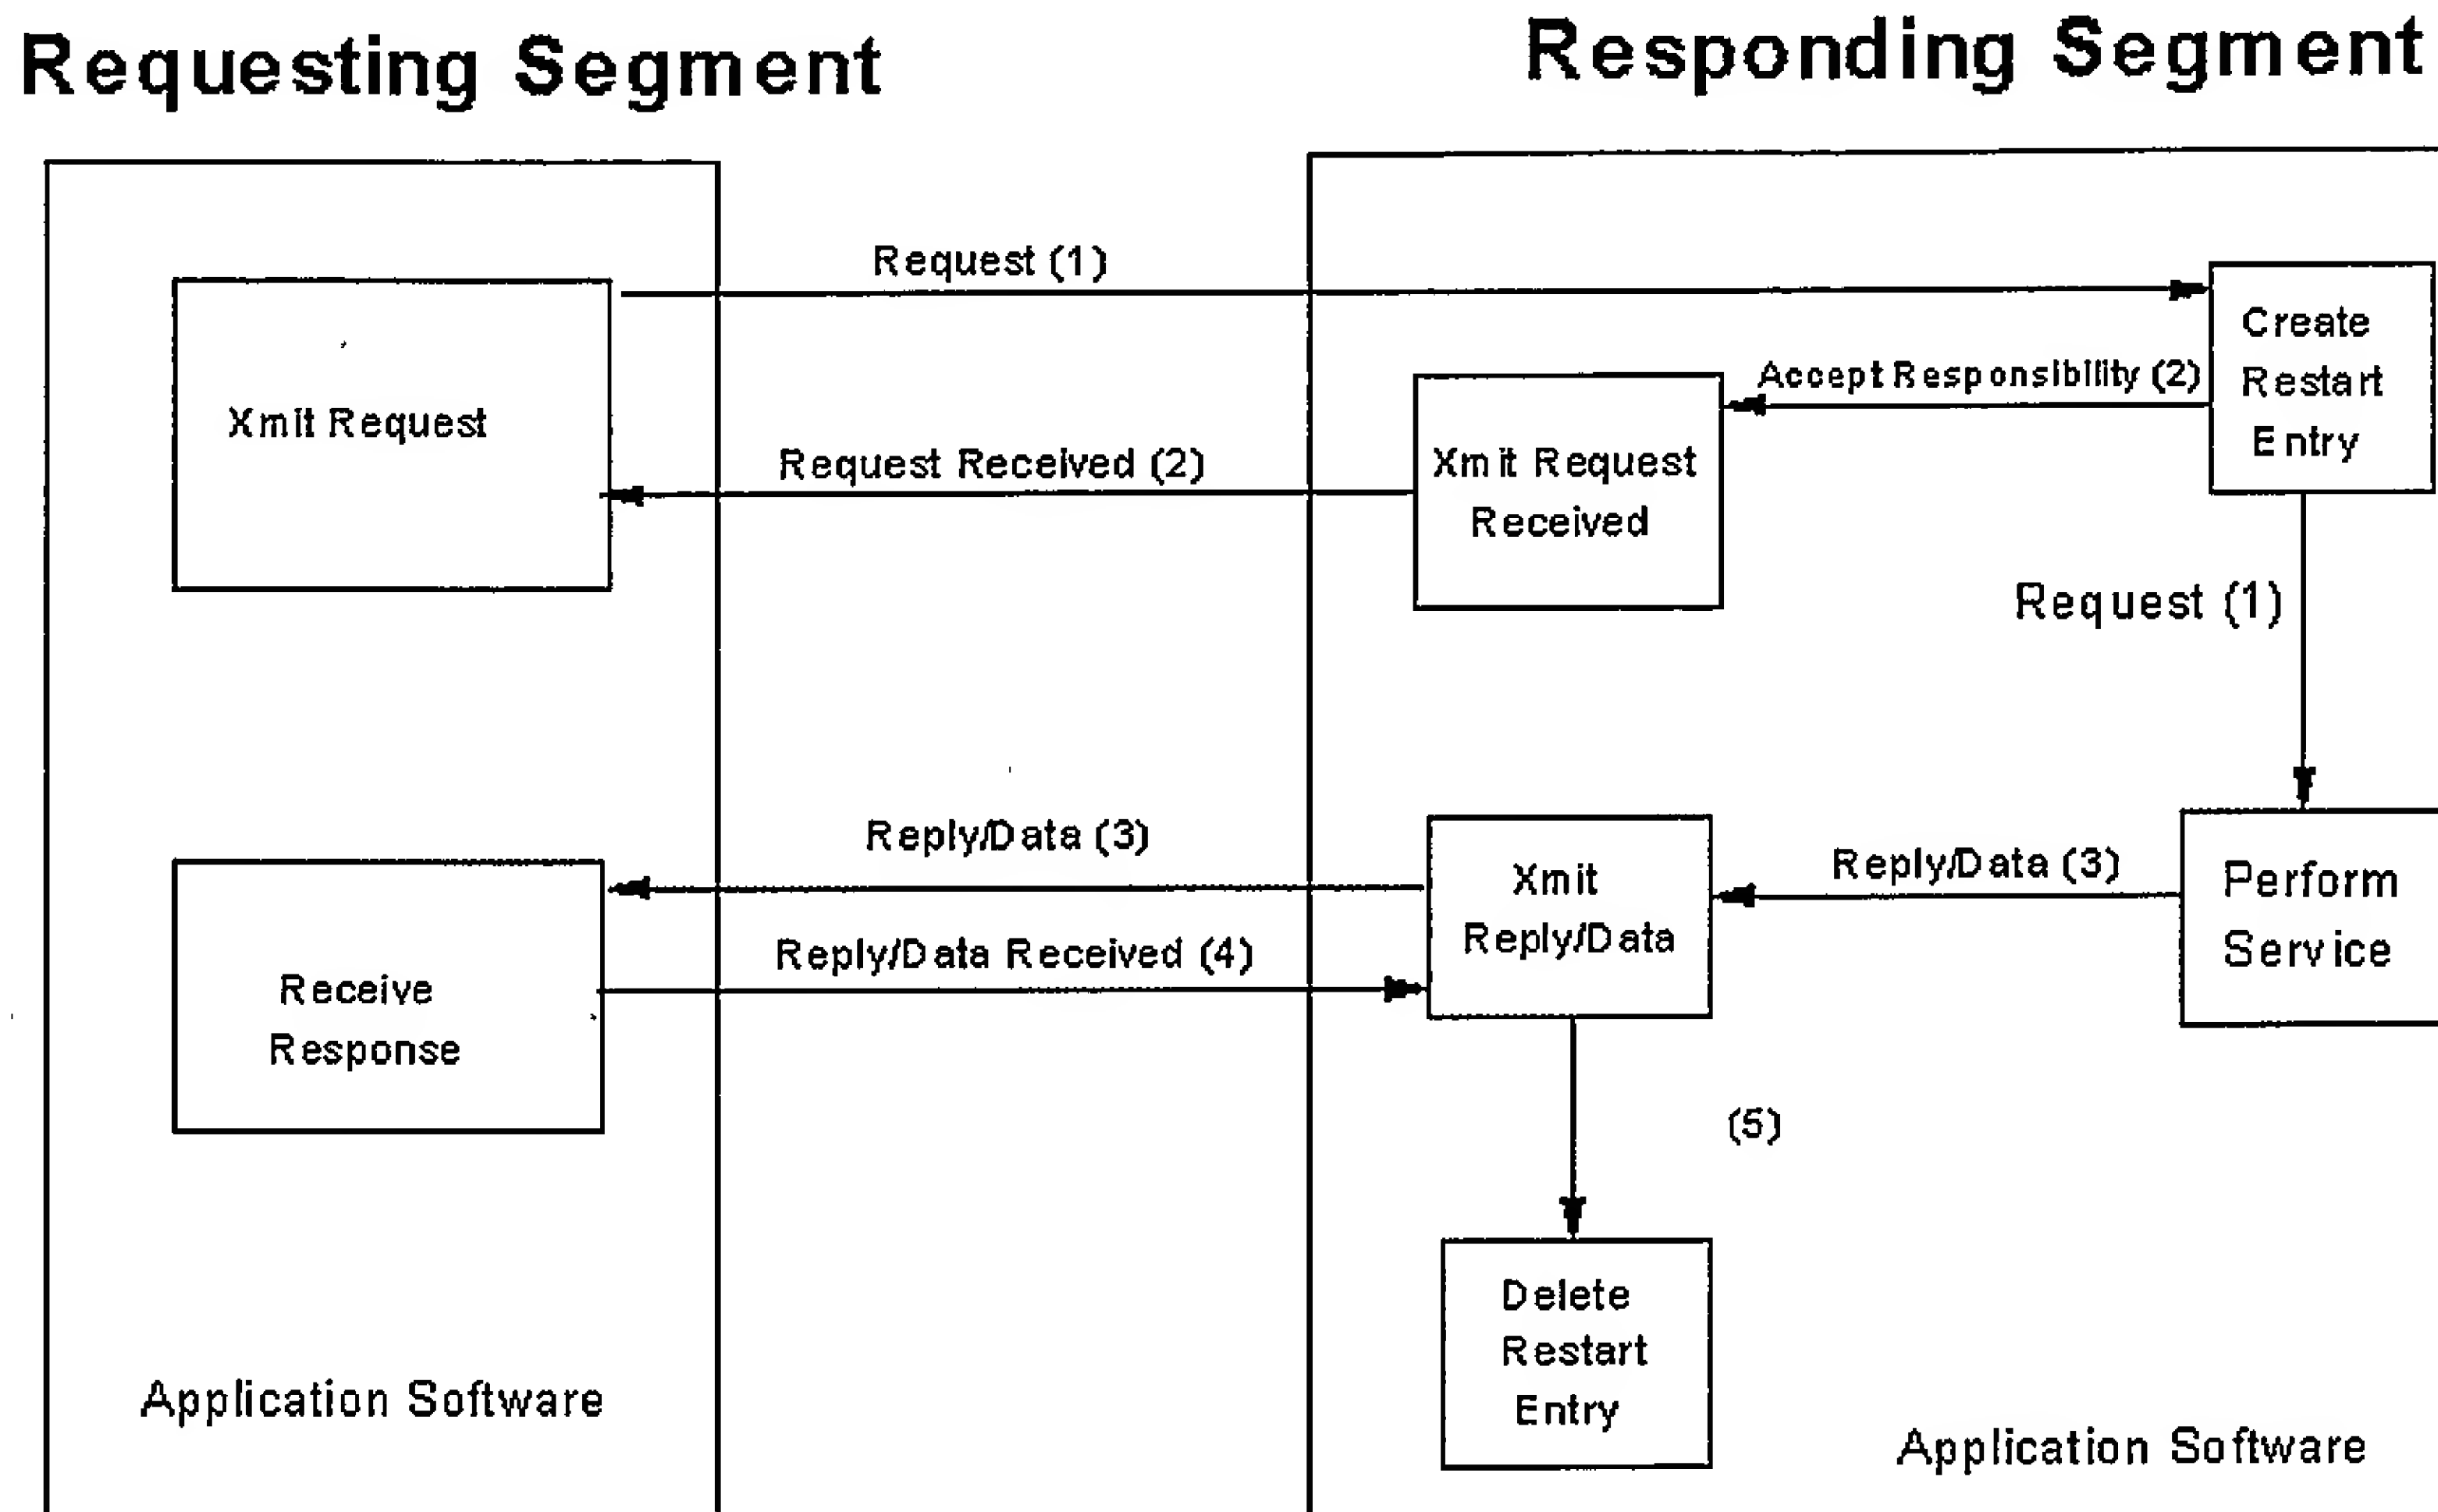 Requesting Segment
Responding Segment
Request (1)
Create
Restart
Entry
Accept Responsibility (2)
Xmit Request
Request Received (2)
Xmit Request
Received
Request (1)
Reply/Data (3)
Xmit
Reply/Data
Reply/Data (3)
Perform
Service
Reply/Data Received (4)
Receive
Response
(5)
Delete
Restart
Entry
Application Software
Application Software